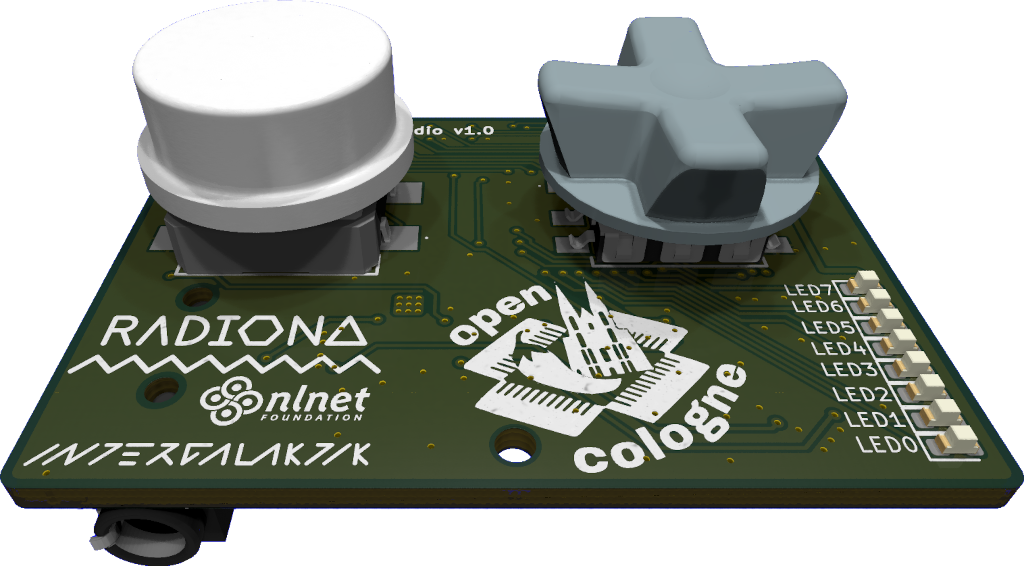 dio v1.0
LED7
LED6
LED5
LED4
LED3
LED2
LED1
LED0
RADIONA
nlnet
FOUNDATION
INTERGALAKTIK
open
cologne